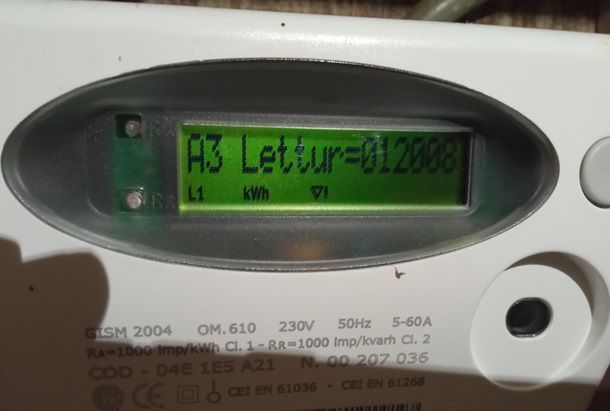 A3 Lettur=012008
L1 kWh ▽!
GISM 2004 OM.610 230V 50Hz 5-60A
RA=1000 imp/kWh Cl. 1 - RR=1000 imp/kvarh Cl. 2
COD - 04E 1E5 A21 N. 00 207 036
CEI EN 61036 - CEI EN 61268